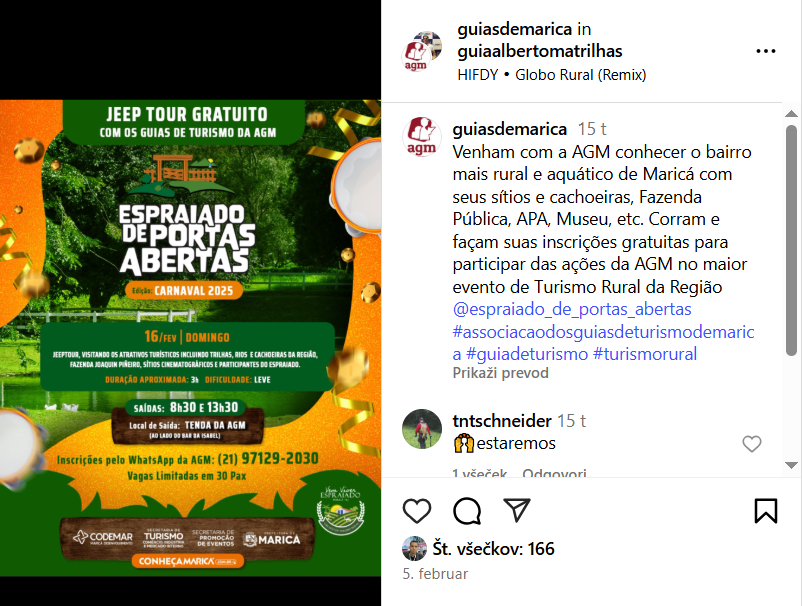 JEEP TOUR GRATUITO
COM OS GUIAS DE TURISMO DA AGM
ESPRAIADO
DE PORTAS
ABERTAS
Edição: CARNAVAL 2025
16/FEV | DOMINGO
JEEPTOUR, VISITANDO OS ATRATIVOS TURÍSTICOS INCLUINDO TRILHAS, RIOS E CACHOEIRAS DA REGIÃO,
FAZENDA JOAQUIN PIÑEIRO, SÍTIOS CINEMATOGRÁFICOS E PARTICIPANTES DO ESPRAIADO.
DURAÇÃO APROXIMADA: 3h DIFICULDADE: LEVE
SAÍDAS: 8h30 E 13h30
Local de Saída: TENDA DA AGM
(AO LADO DO BAR DA ISABEL)
Inscrições pelo WhatsApp da AGM: (21) 97129-2030
Vagas Limitadas em 30 Pax
Vem Viver
ESPRAIADO
CODEMAR
SECRETARIA DE
TURISMO
SECRETARIA DE
PROMOÇÃO
DE EVENTOS
MARICÁ
CONHEÇAMARICÁ
guiasdemarica in
guiaalbertomatrilhas
HIFDY • Globo Rural (Remix)
agm
guiasdemarica 15 t
agm
Venham com a AGM conhecer o bairro
mais rural e aquático de Maricá com
seus sítios e cachoeiras, Fazenda
Pública, APA, Museu, etc. Corram e
façam suas inscrições gratuitas para
participar das ações da AGM no maior
evento de Turismo Rural da Região
@espraiado_de_portas_abertas
#associacaodosguiasdeturismodemaric
a #guiadeturismo #turismorural
Prikaži prevod
tntschneider 15 t
🙌estaremos
1 všeček Odgovori
Št. všečkov: 166
5. februar